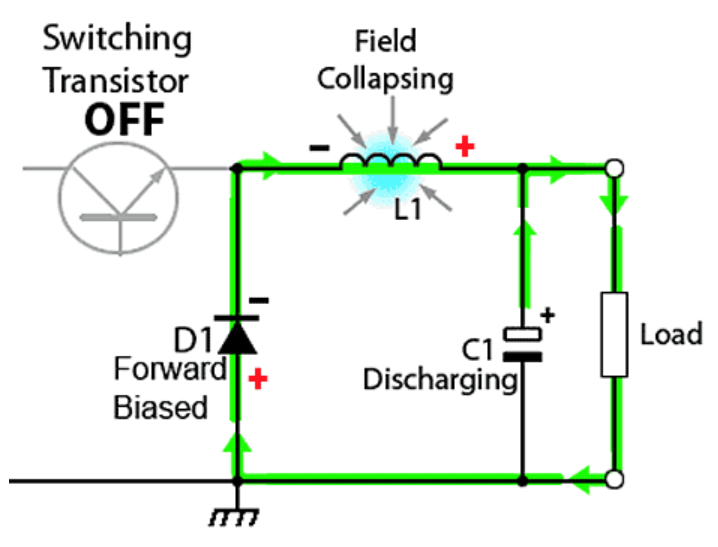 Switching
Transistor
OFF
Field
Collapsing
-
+
L1
-
D1
Forward
Biased
+
+
C1
Discharging
Load